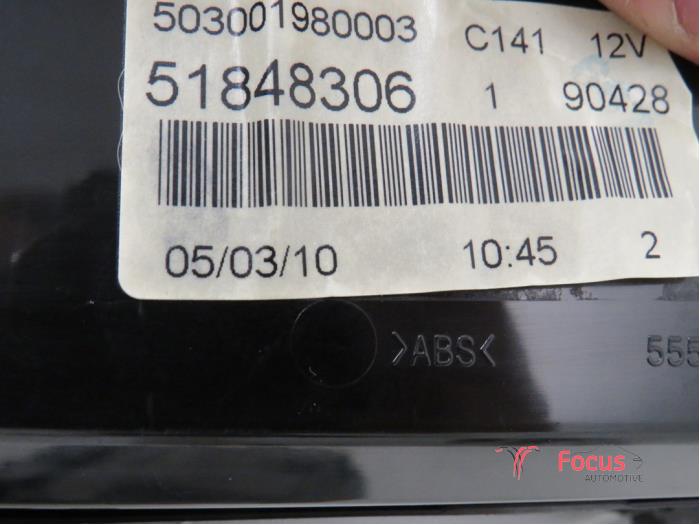 503001980003 C141 12V
51848306 1 90428
05/03/10 10:45 2
>ABS< 555
Focus
AUTOMOTIVE